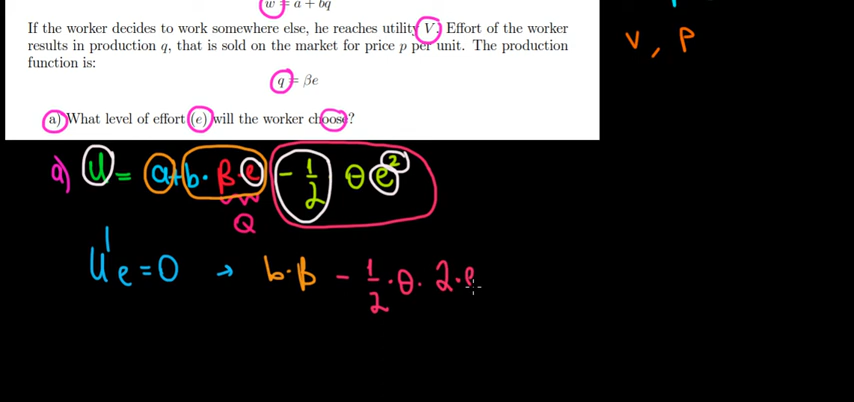 w = a + bq
If the worker decides to work somewhere else, he reaches utility V. Effort of the worker
results in production q, that is sold on the market for price p per unit. The production
function is:
V, P
q = βe
a) What level of effort (e) will the worker choose?
a) U = a + b · β · e - 1/2 θ e²
Q
U'e = 0 → b · β - 1/2 · θ · 2 · e